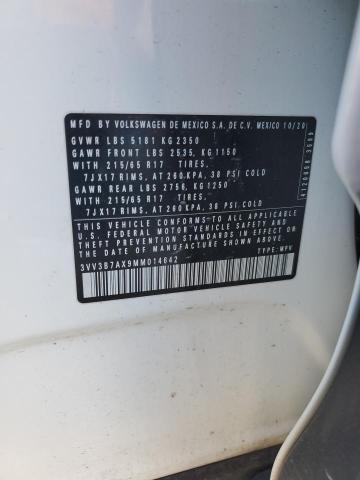 MFD BY VOLKSWAGEN DE MEXICO S.A. DE C.V. MEXICO 10/20
GVWR LBS 5181 KG 2350
GAWR FRONT LBS 2535, KG 1150
WITH 215/65 R17 TIRES,
7JX17 RIMS, AT 260 KPA, 38 PSI COLD
GAWR REAR LBS 2756, KG 1250
WITH 215/65 R17 TIRES,
7JX17 RIMS, AT 260 KPA, 38 PSI COLD
THIS VEHICLE CONFORMS TO ALL APPLICABLE
FEDERAL MOTOR VEHICLE SAFETY, BUMPER AND
THEFT PREVENTION STANDARDS IN EFFECT ON THE
DATE OF MANUFACTURE SHOWN ABOVE.
3VV3B7AX9MM014642 TYPE: MPV